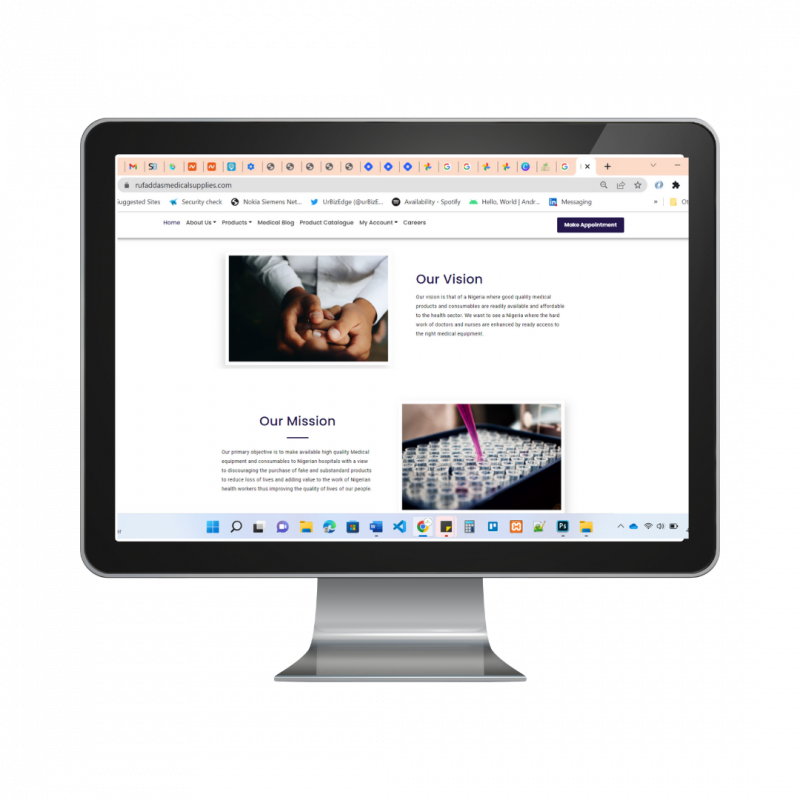 rufaddasmedicalsupplies.com
uggested Sites Security check Nokia Siemens Net... UrBizEdge (@urBizE... Availability - Spotify Hello, World | Andr... Messaging » Ot
Home About Us Products Medical Blog Product Catalogue My Account Careers Make Appointment
Our Vision
Our vision is that of a Nigeria where good quality medical
products and consumables are readily available and affordable
to the health sector. We want to see a Nigeria where the hard
work of doctors and nurses are enhanced by ready access to
the right medical equipment.
Our Mission
Our primary objective is to make available high quality Medical
equipment and consumables to Nigerian hospitals with a view
to discouraging the purchase of fake and substandard products
to reduce loss of lives and adding value to the work of Nigerian
health workers thus improving the quality of lives of our people.